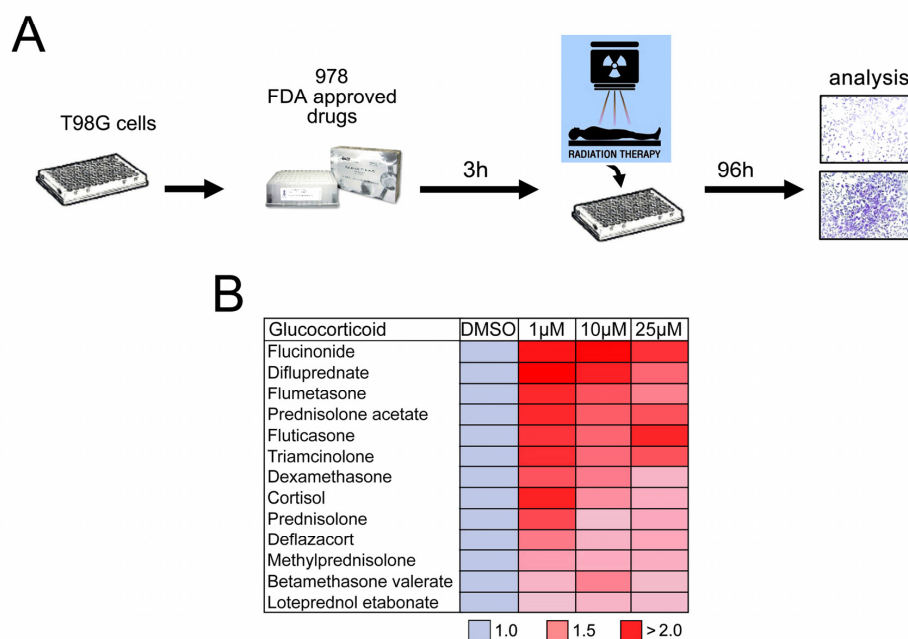 A
T98G cells
978
FDA approved
drugs
3h
RADIATION THERAPY
96h
analysis
B
Glucocorticoid DMSO 1µM 10µM 25µM
Flucinonide
Difluprednate
Flumetasone
Prednisolone acetate
Fluticasone
Triamcinolone
Dexamethasone
Cortisol
Prednisolone
Deflazacort
Methylprednisolone
Betamethasone valerate
Loteprednol etabonate
1.0 1.5 >2.0